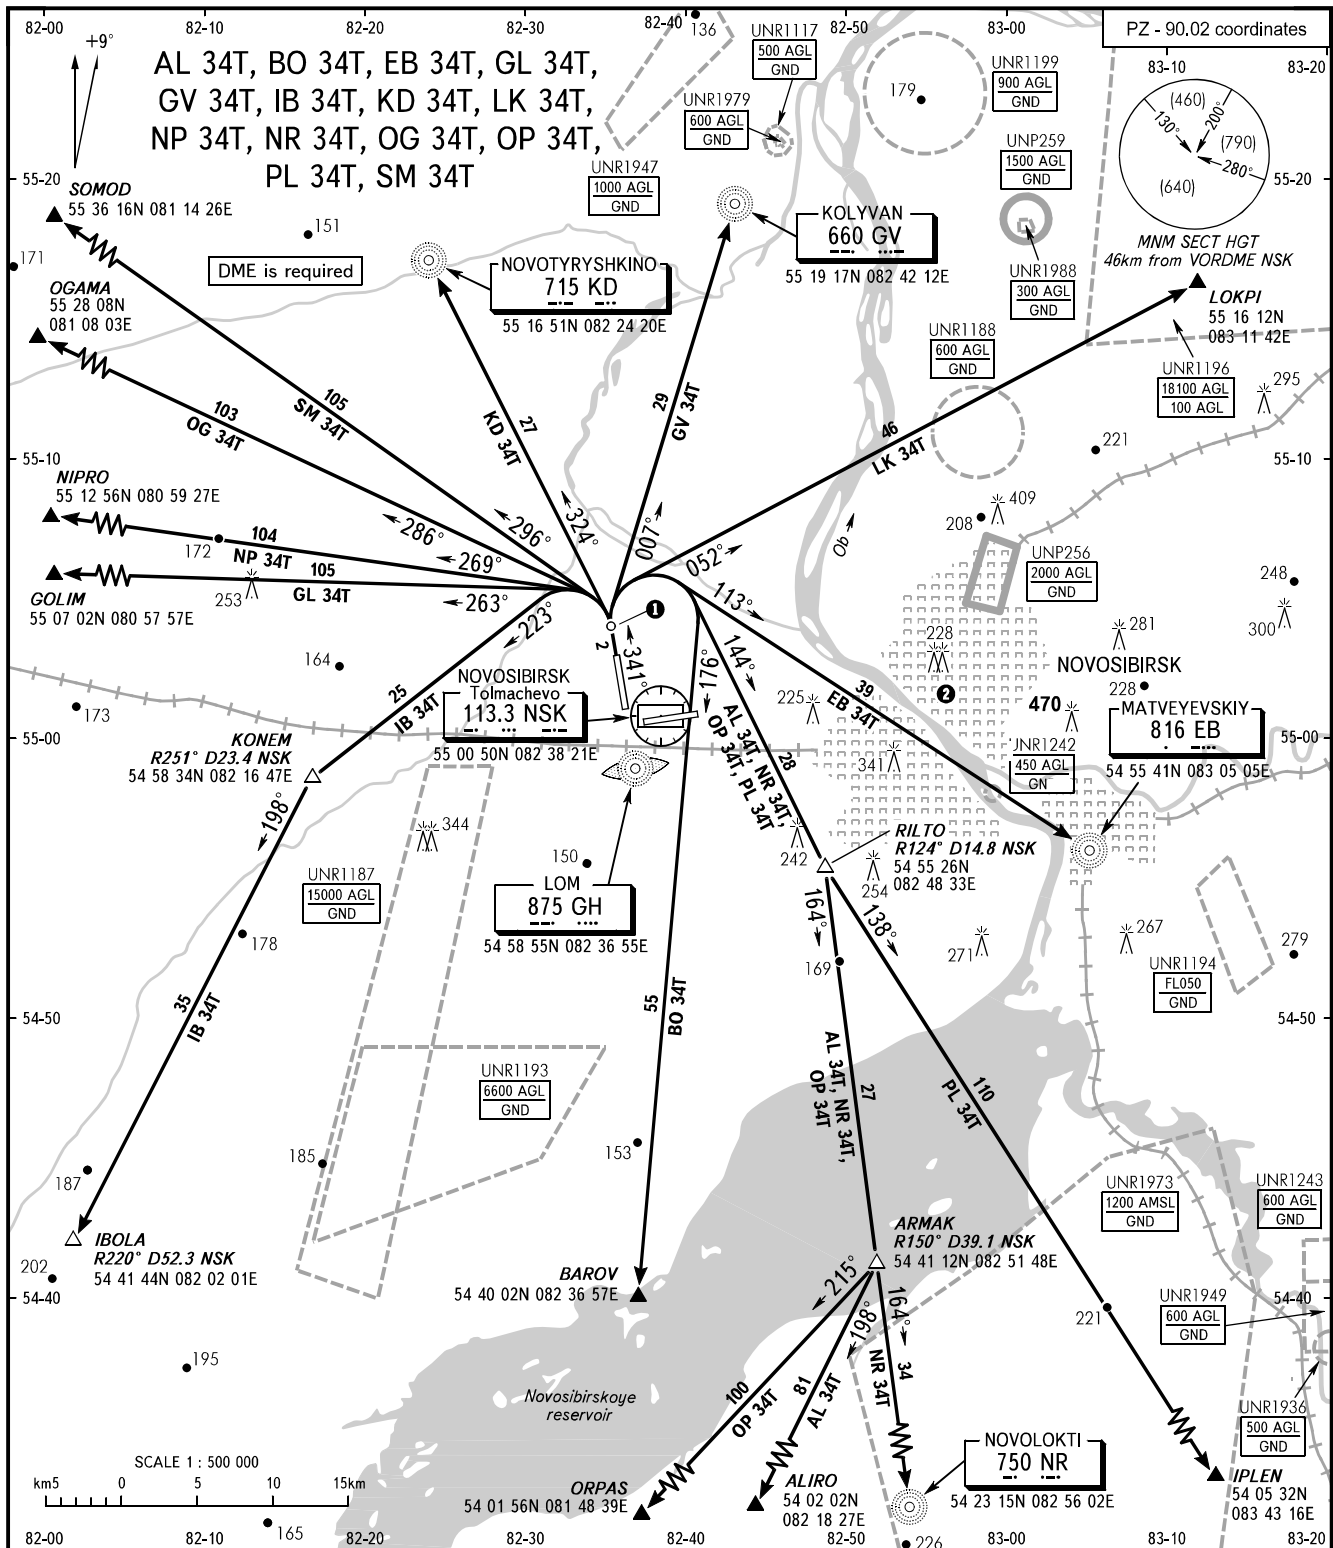 82-00
82-10
82-20
82-30
82-40
82-50
83-00
PZ - 90.02 coordinates
83-10
83-20
+9°
AL 34T, BO 34T, EB 34T, GL 34T,
GV 34T, IB 34T, KD 34T, LK 34T,
NP 34T, NR 34T, OG 34T, OP 34T,
PL 34T, SM 34T
136
UNR1117
500 AGL
GND
UNR1979
600 AGL
GND
179
UNR1199
900 AGL
GND
UNP259
1500 AGL
GND
(460)
130°
200°
(790)
280°
(640)
MNM SECT HGT
46km from VORDME NSK
55-20
55-20
UNR1947
1000 AGL
GND
SOMOD
55 36 16N 081 14 26E
151
171
DME is required
KOLYVAN
660 GV
55 19 17N 082 42 12E
NOVOTYRYSHKINO
715 KD
55 16 51N 082 24 20E
UNR1988
300 AGL
GND
OGAMA
55 28 08N
081 08 03E
LOKPI
55 16 12N
083 11 42E
UNR1188
600 AGL
GND
UNR1196
18100 AGL
100 AGL
295
103
OG 34T
105
SM 34T
27
KD 34T
29
GV 34T
46
LK 34T
221
55-10
55-10
NIPRO
55 12 56N 080 59 27E
172
104
NP 34T
105
GL 34T
253
GOLIM
55 07 02N 080 57 57E
286°
296°
324°
007°
052°
269°
263°
223°
113°
Ob
409
208
UNP256
2000 AGL
GND
248
300
281
228
NOVOSIBIRSK
228
2
1
2
341°
176°
144°
164
173
25
IB 34T
NOVOSIBIRSK
Tolmachevo
113.3 NSK
55 00 50N 082 38 21E
225
39
EB 34T
470
MATVEYEVSKIY
816 EB
54 55 41N 083 05 05E
55-00
55-00
KONEM
R251° D23.4 NSK
54 58 34N 082 16 47E
198°
AL 34T, NR 34T,
OP 34T, PL 34T
28
341
UNR1242
450 AGL
GN
344
150
242
254
RILTO
R124° D14.8 NSK
54 55 26N
082 48 33E
UNR1187
15000 AGL
GND
LOM
875 GH
54 58 55N 082 36 55E
164°
138°
178
169
271
267
279
UNR1194
FL050
GND
35
IB 34T
55
BO 34T
54-50
54-50
UNR1193
6600 AGL
GND
AL 34T, NR 34T,
OP 34T
27
110
PL 34T
187
185
153
UNR1973
1200 AMSL
GND
UNR1243
600 AGL
GND
IBOLA
R220° D52.3 NSK
54 41 44N 082 02 01E
202
ARMAK
R150° D39.1 NSK
54 41 12N 082 51 48E
BAROV
54 40 02N 082 36 57E
215°
198°
164°
54-40
54-40
221
UNR1949
600 AGL
GND
195
100
OP 34T
81
AL 34T
34
NR 34T
Novosibirskoye
reservoir
UNR1936
500 AGL
GND
NOVOLOKTI
750 NR
54 23 15N 082 56 02E
SCALE 1 : 500 000
km5
0
5
10
15km
ORPAS
54 01 56N 081 48 39E
ALIRO
54 02 02N
082 18 27E
IPLEN
54 05 32N
083 43 16E
165
226
82-00
82-10
82-20
82-30
82-40
82-50
83-00
83-10
83-20